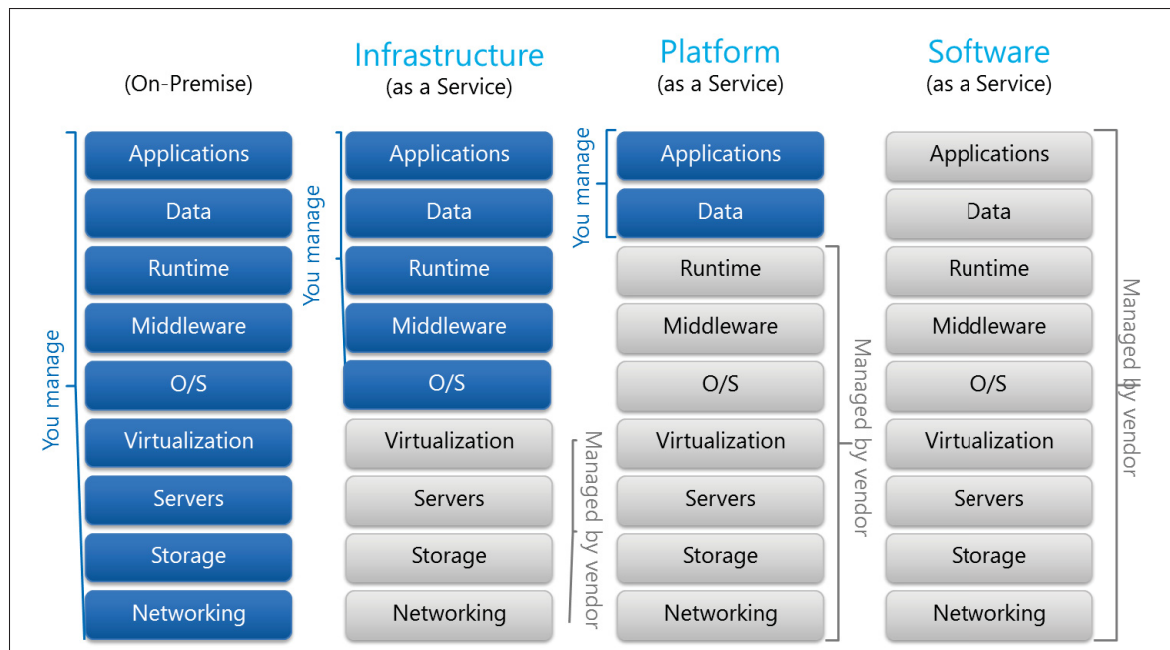 (On-Premise)
You manage
Applications
Data
Runtime
Middleware
O/S
Virtualization
Servers
Storage
Networking
Infrastructure
(as a Service)
You manage
Applications
Data
Runtime
Middleware
O/S
Virtualization
Servers
Storage
Networking
Managed by vendor
Platform
(as a Service)
You manage
Applications
Data
Runtime
Middleware
O/S
Virtualization
Servers
Storage
Networking
Managed by vendor
Software
(as a Service)
Applications
Data
Runtime
Middleware
O/S
Virtualization
Servers
Storage
Networking
Managed by vendor